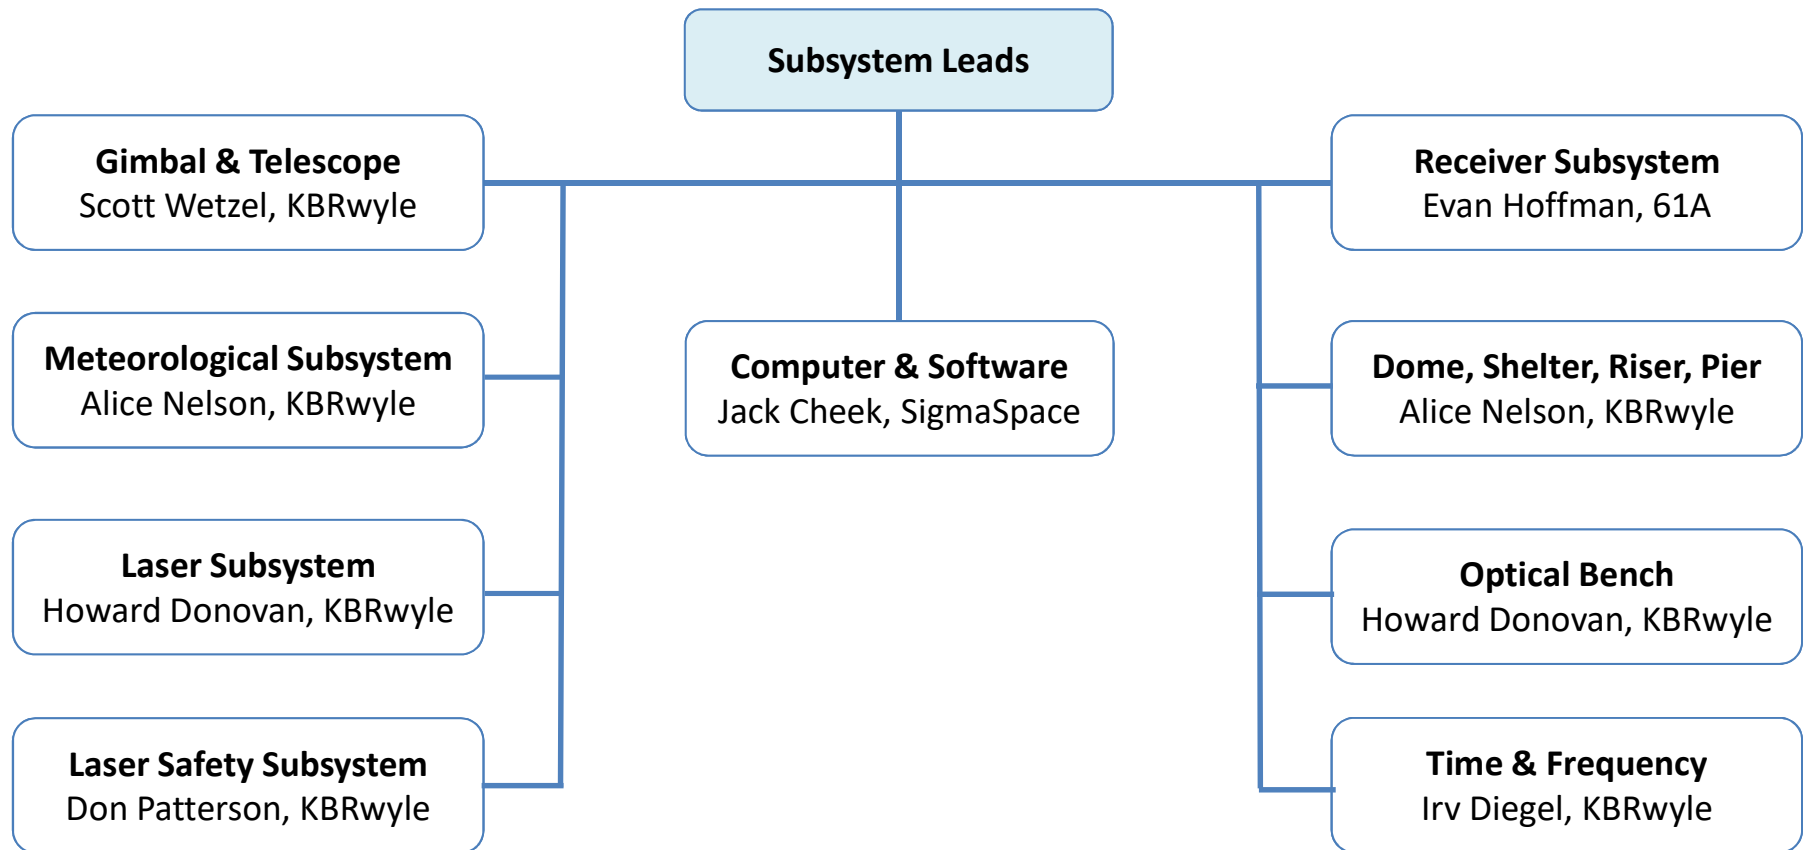 Subsystem Leads
Gimbal & Telescope
Scott Wetzel, KBRwyle
Receiver Subsystem
Evan Hoffman, 61A
Meteorological Subsystem
Alice Nelson, KBRwyle
Computer & Software
Jack Cheek, SigmaSpace
Dome, Shelter, Riser, Pier
Alice Nelson, KBRwyle
Laser Subsystem
Howard Donovan, KBRwyle
Optical Bench
Howard Donovan, KBRwyle
Laser Safety Subsystem
Don Patterson, KBRwyle
Time & Frequency
Irv Diegel, KBRwyle